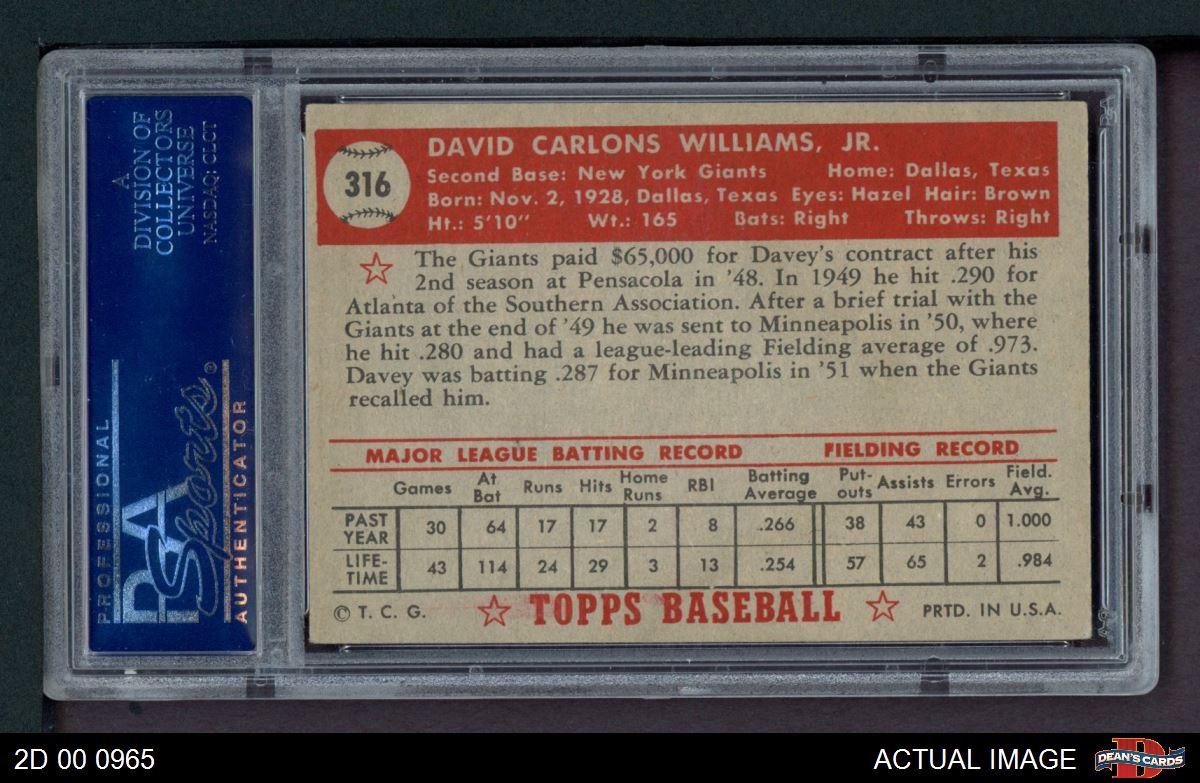 A
DIVISION OF
COLLECTORS
UNIVERSE
NASDAQ: CLCT
PROFESSIONAL
PSA
Sports®
AUTHENTICATOR
316
DAVID CARLONS WILLIAMS, JR.
Second Base: New York Giants Home: Dallas, Texas
Born: Nov. 2, 1928, Dallas, Texas Eyes: Hazel Hair: Brown
Ht.: 5'10" Wt.: 165 Bats: Right Throws: Right
The Giants paid $65,000 for Davey's contract after his
2nd season at Pensacola in '48. In 1949 he hit .290 for
Atlanta of the Southern Association. After a brief trial with the
Giants at the end of '49 he was sent to Minneapolis in '50, where
he hit .280 and had a league-leading Fielding average of .973.
Davey was batting .287 for Minneapolis in '51 when the Giants
recalled him.
MAJOR LEAGUE BATTING RECORD FIELDING RECORD
Games At Bat Runs Hits Home Runs RBI Batting Average Put-outs Assists Errors Field. Avg.
PAST YEAR 30 64 17 17 2 8 .266 38 43 0 1.000
LIFE-TIME 43 114 24 29 3 13 .254 57 65 2 .984
© T. C. G. TOPPS BASEBALL PRTD. IN U.S.A.
2D 00 0965 ACTUAL IMAGE DEAN'S CARDS